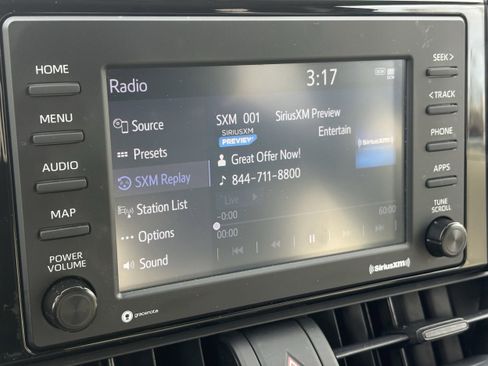 HOME
MENU
AUDIO
MAP
POWER
VOLUME
Radio
3:17
Source
Presets
SXM Replay
Station List
Options
Sound
SXM 001 SiriusXM Preview
SIRIUSXM
PREVIEW
Entertain
Great Offer Now!
844-711-8800
Live
-0:00
60:00
00:00
SEEK>
<TRACK
PHONE
APPS
TUNE
SCROLL
gracenote
SiriusXM